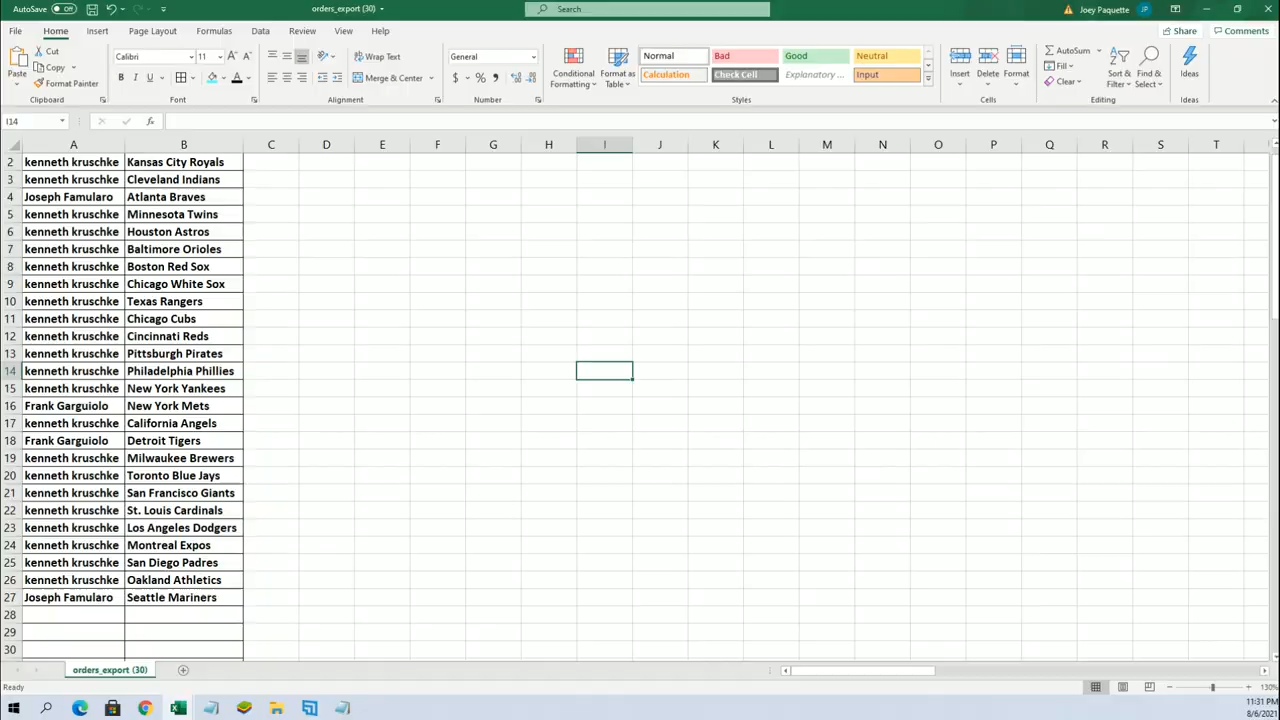 AutoSave Off orders_export (30) Search Joey Paquette JP
File Home Insert Page Layout Formulas Data Review View Help Share Comments
Paste Cut Copy Format Painter Clipboard
Calibri 11 A A B I U A Font
Wrap Text Merge & Center Alignment
General $ % , Number
Conditional Formatting Format as Table
Normal Bad Good Neutral
Calculation Check Cell Explanatory ... Input
Styles
Insert Delete Format Cells
AutoSum Fill Clear Sort & Filter Find & Select Editing
Ideas Ideas
I14 fx
A B C D E F G H I J K L M N O P Q R S T
2 kenneth kruschke Kansas City Royals
3 kenneth kruschke Cleveland Indians
4 Joseph Famularo Atlanta Braves
5 kenneth kruschke Minnesota Twins
6 kenneth kruschke Houston Astros
7 kenneth kruschke Baltimore Orioles
8 kenneth kruschke Boston Red Sox
9 kenneth kruschke Chicago White Sox
10 kenneth kruschke Texas Rangers
11 kenneth kruschke Chicago Cubs
12 kenneth kruschke Cincinnati Reds
13 kenneth kruschke Pittsburgh Pirates
14 kenneth kruschke Philadelphia Phillies
15 kenneth kruschke New York Yankees
16 Frank Garguiolo New York Mets
17 kenneth kruschke California Angels
18 Frank Garguiolo Detroit Tigers
19 kenneth kruschke Milwaukee Brewers
20 kenneth kruschke Toronto Blue Jays
21 kenneth kruschke San Francisco Giants
22 kenneth kruschke St. Louis Cardinals
23 kenneth kruschke Los Angeles Dodgers
24 kenneth kruschke Montreal Expos
25 kenneth kruschke San Diego Padres
26 kenneth kruschke Oakland Athletics
27 Joseph Famularo Seattle Mariners
28
29
30
orders_export (30)
Ready 130%
11:31 PM
8/6/2021